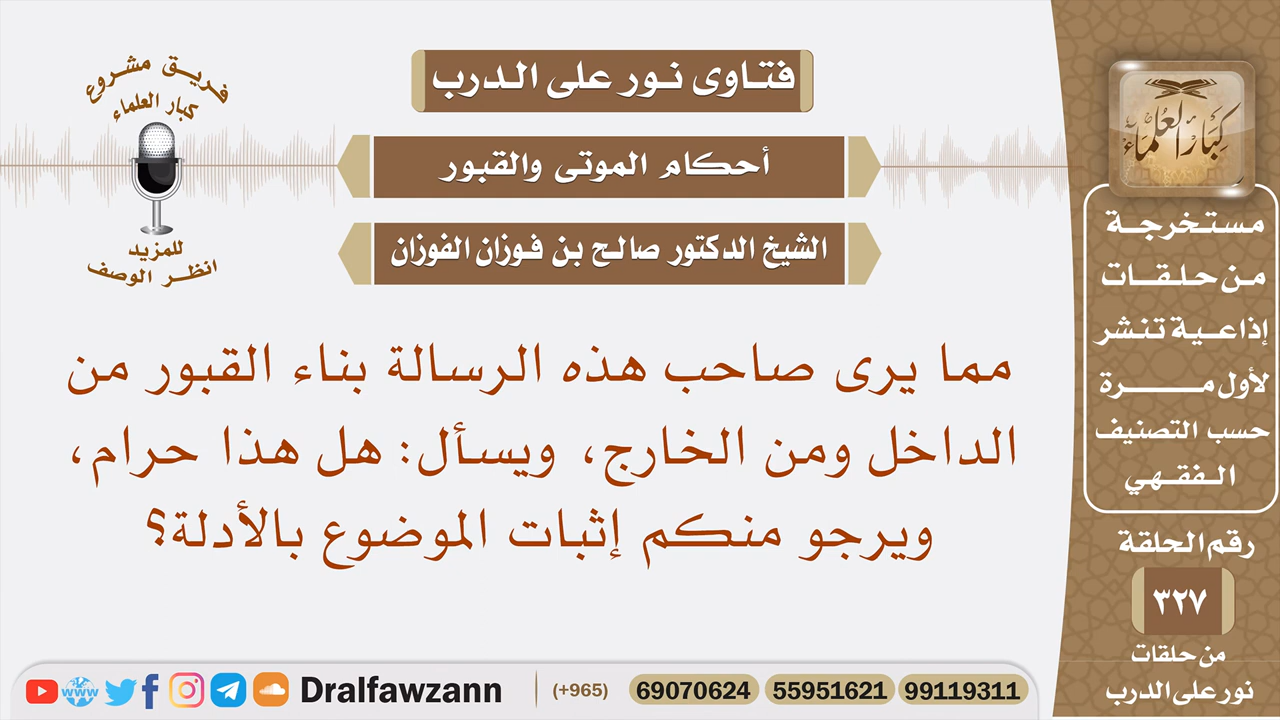 فتاوى نور على الدرب
أحكام الموتى والقبور
الشيخ الدكتور صالح بن فوزان الفوزان
فريق مشروع
كبار العلماء
للمزيد
انظر الوصف
مما يرى صاحب هذه الرسالة بناء القبور من
الداخل ومن الخارج، ويسأل: هل هذا حرام،
ويرجو منكم إثبات الموضوع بالأدلة؟
كبار العلماء
مستخرجة
من حلقات
إذاعية تنشر
لأول مرة
حسب التصنيف
الفقهي
رقم الحلقة
٣٢٧
من حلقات
نور على الدرب
www Dralfawzann (+965) 69070624 55951621 99119311